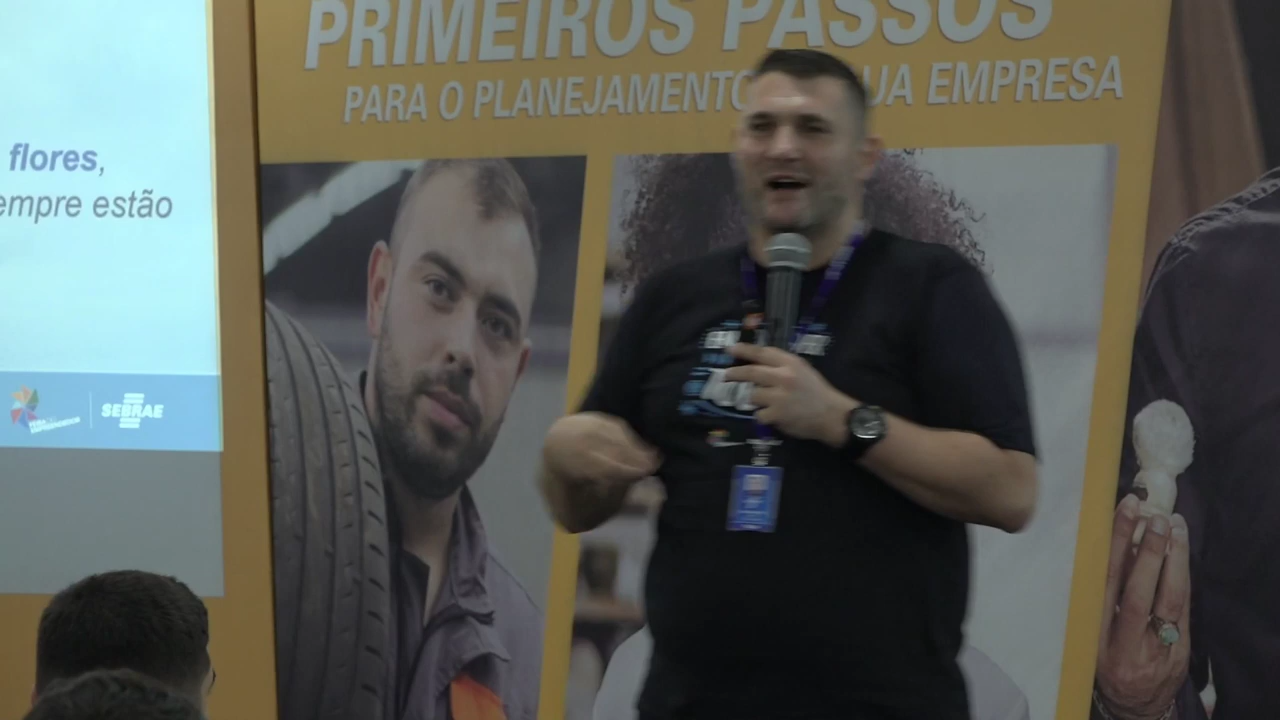 PRIMEIROS PASSOS
PARA O PLANEJAMENTO UA EMPRESA
flores,
empre estão
SEBRAE